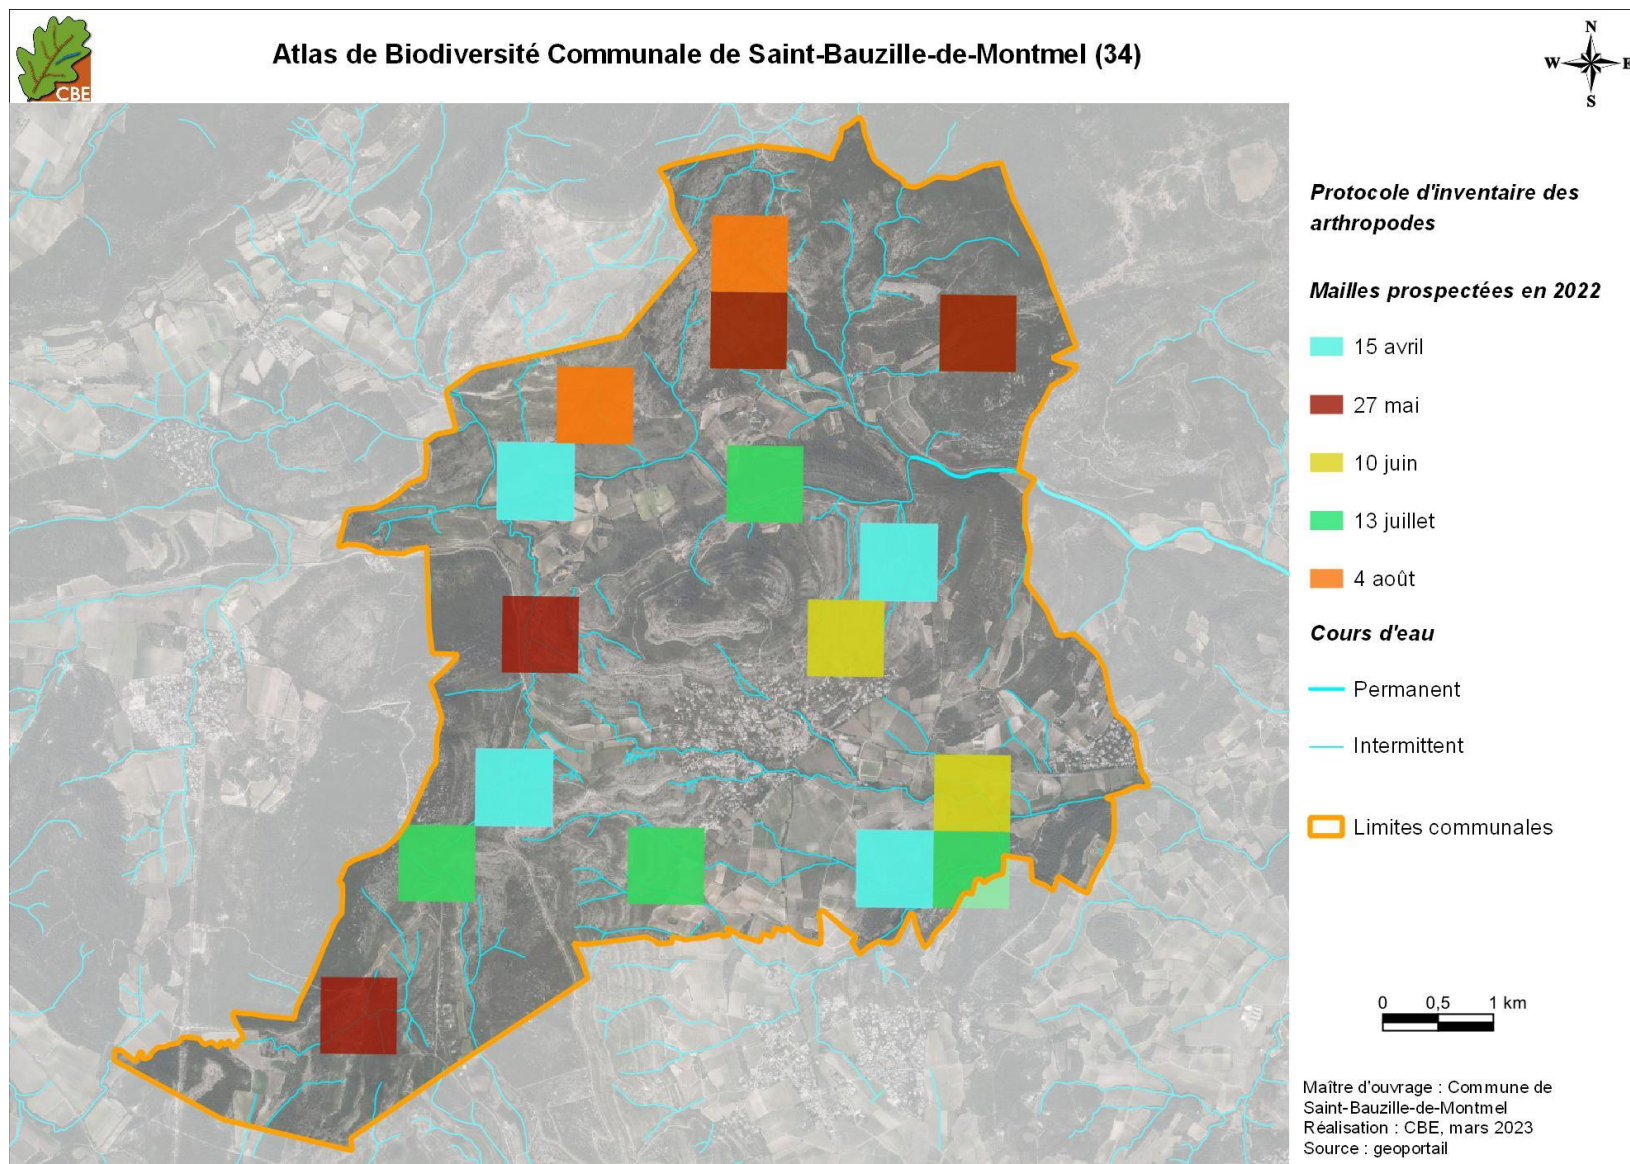 CBE
Atlas de Biodiversité Communale de Saint-Bauzille-de-Montmel (34)
N
W E
S
Protocole d'inventaire des
arthropodes
Mailles prospectées en 2022
15 avril
27 mai
10 juin
13 juillet
4 août
Cours d'eau
Permanent
Intermittent
Limites communales
0 0,5 1 km
Maître d'ouvrage : Commune de
Saint-Bauzille-de-Montmel
Réalisation : CBE, mars 2023
Source : geoportail